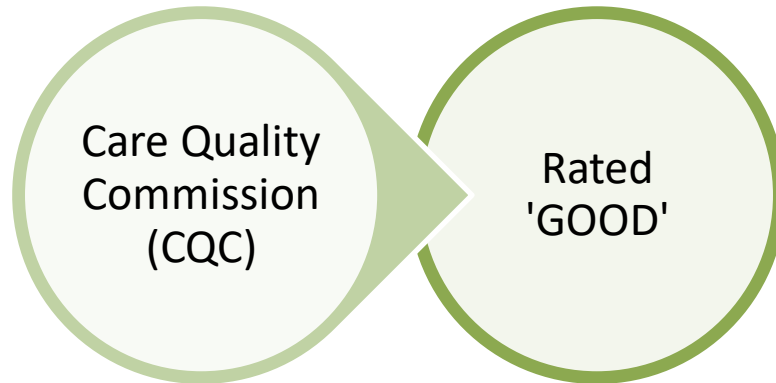 Care Quality
Commission
(CQC)
Rated
'GOOD'